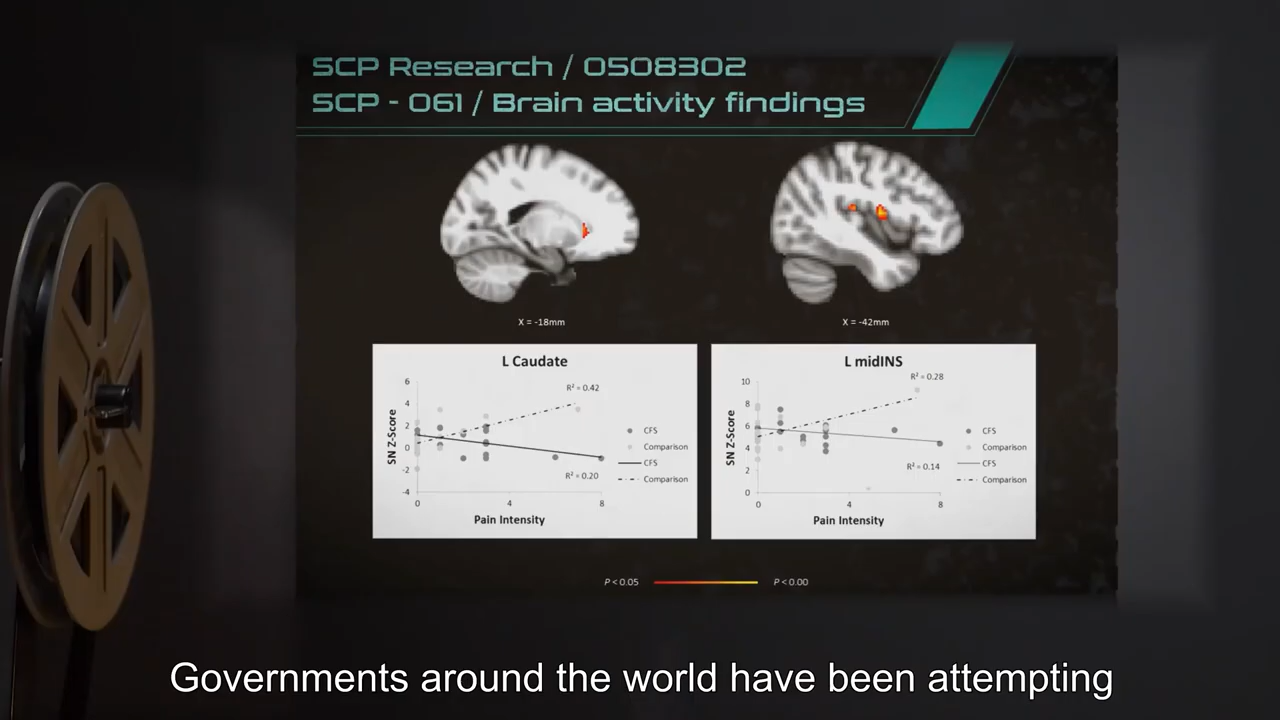 SCP Research / 0508302
SCP - 061 / Brain activity findings
X = -18mm
X = -42mm
L Caudate
R² = 0.42
6
4
2
0
-2
-4
SN Z-Score
R² = 0.20
0
4
8
Pain Intensity
CFS
Comparison
CFS
Comparison
L midINS
R² = 0.28
10
8
6
4
2
0
SN Z-Score
R² = 0.14
0
4
8
Pain Intensity
CFS
Comparison
CFS
Comparison
P < 0.05
P < 0.00
Governments around the world have been attempting